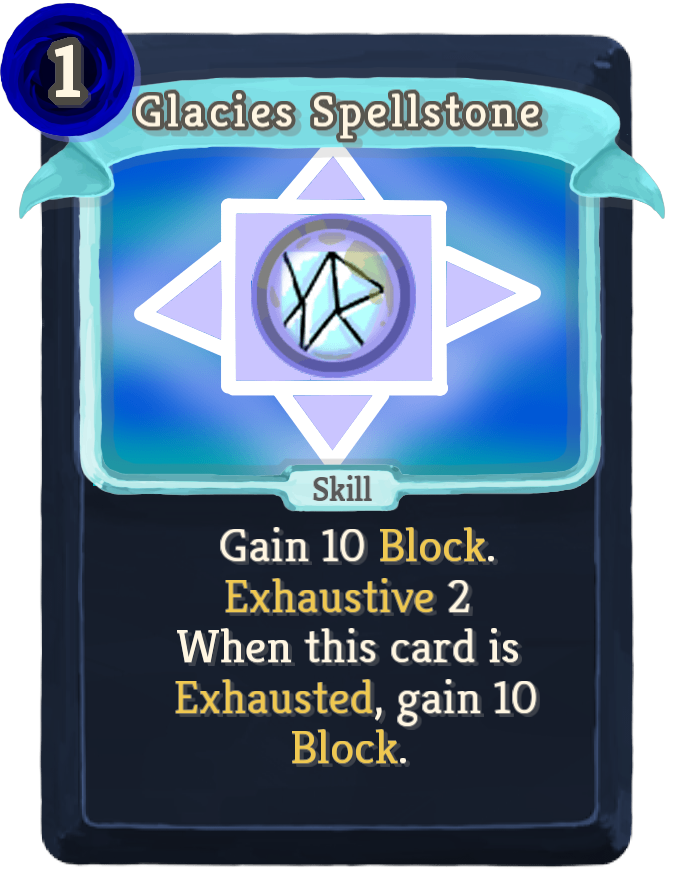 1
Glacies Spellstone
Skill
Gain 10 Block.
Exhaustive 2
When this card is
Exhausted, gain 10
Block.